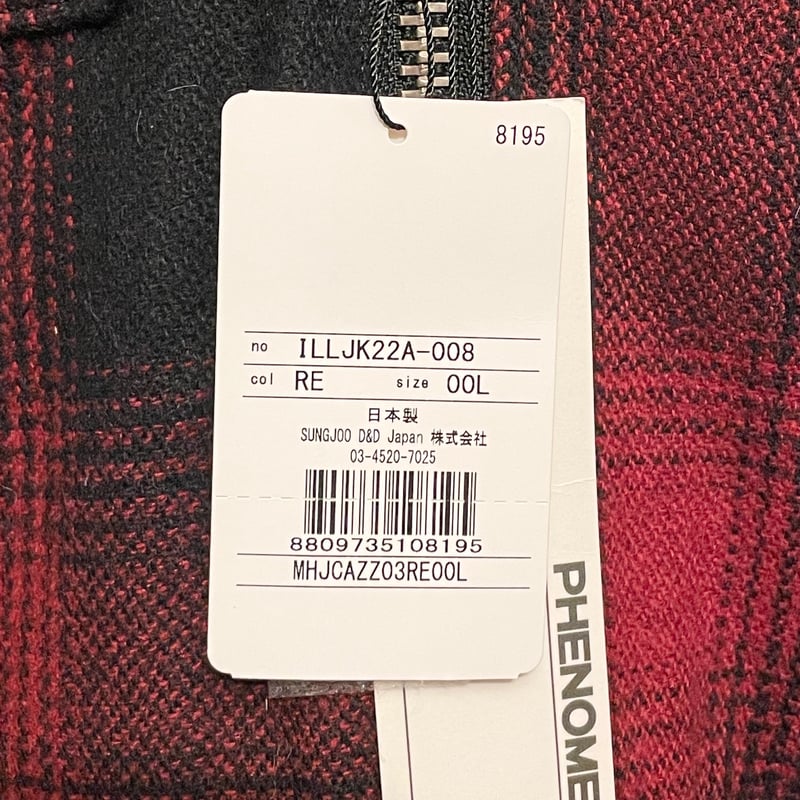 8195
no ILLJK22A-008
col RE size 00L
日本製
SUNGJOO D&D Japan 株式会社
03-4520-7025
8809735108195
MHJCAZZ03RE00L
PHENOME